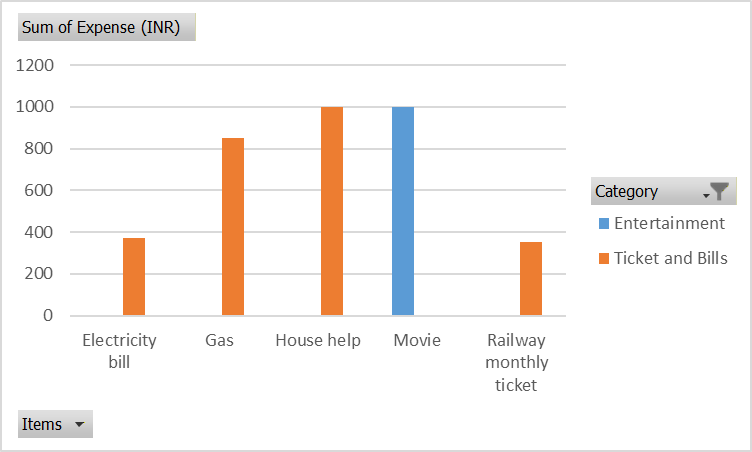 Sum of Expense (INR)
1200
1000
800
600
400
200
0
Electricity
bill
Gas
House help
Movie
Railway
monthly
ticket
Category
Entertainment
Ticket and Bills
Items